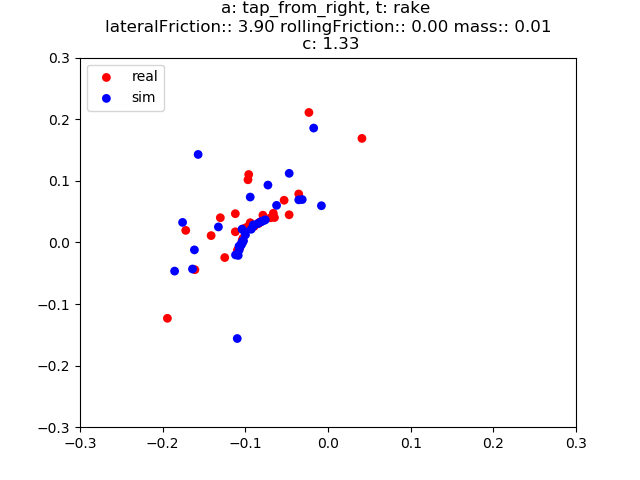 a: tap_from_right, t: rake
lateralFriction:: 3.90 rollingFriction:: 0.00 mass:: 0.01
c: 1.33
real
sim
0.3
0.2
0.1
0.0
−0.1
−0.2
−0.3
−0.3
−0.2
−0.1
0.0
0.1
0.2
0.3